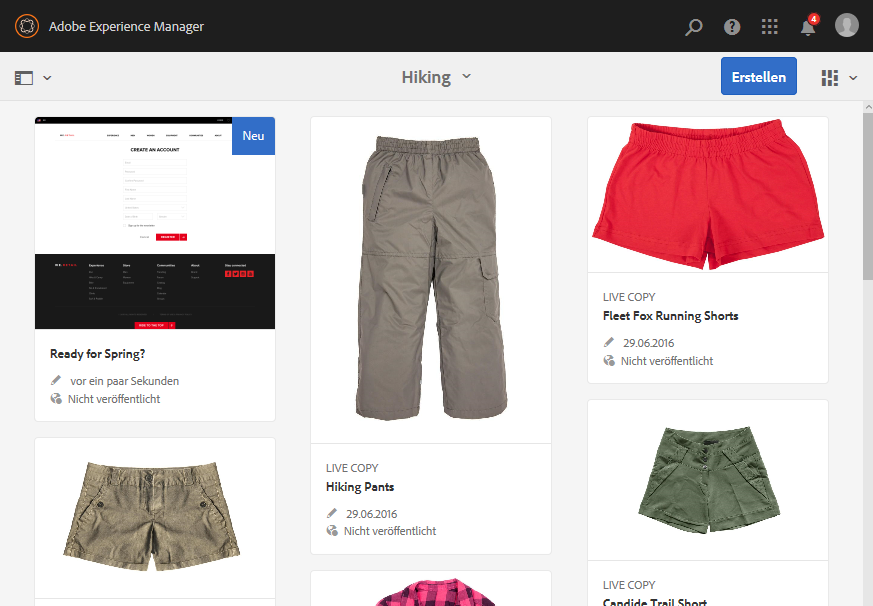 Adobe Experience Manager
4
Hiking
Erstellen
Neu
CREATE AN ACCOUNT
Ready for Spring?
vor ein paar Sekunden
Nicht veröffentlicht
LIVE COPY
Hiking Pants
29.06.2016
Nicht veröffentlicht
LIVE COPY
Fleet Fox Running Shorts
29.06.2016
Nicht veröffentlicht
LIVE COPY
Candide Trail Short